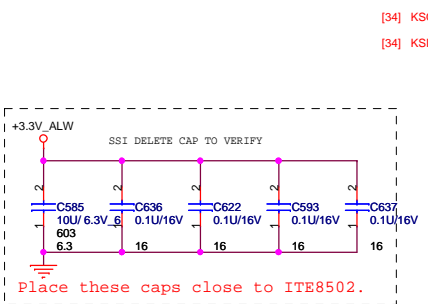 [34] KS
[34] KS
+3.3V_ALW
SSI DELETE CAP TO VERIFY
2 2 2 2 2
C585 C636 C622 C593 C637
10U/ 6.3V_6 0.1U/16V 0.1U/16V 0.1U/16V 0.1U/16V
1 1 1 1 1
603
6.3 16 16 16 16
Place these caps close to ITE8502.